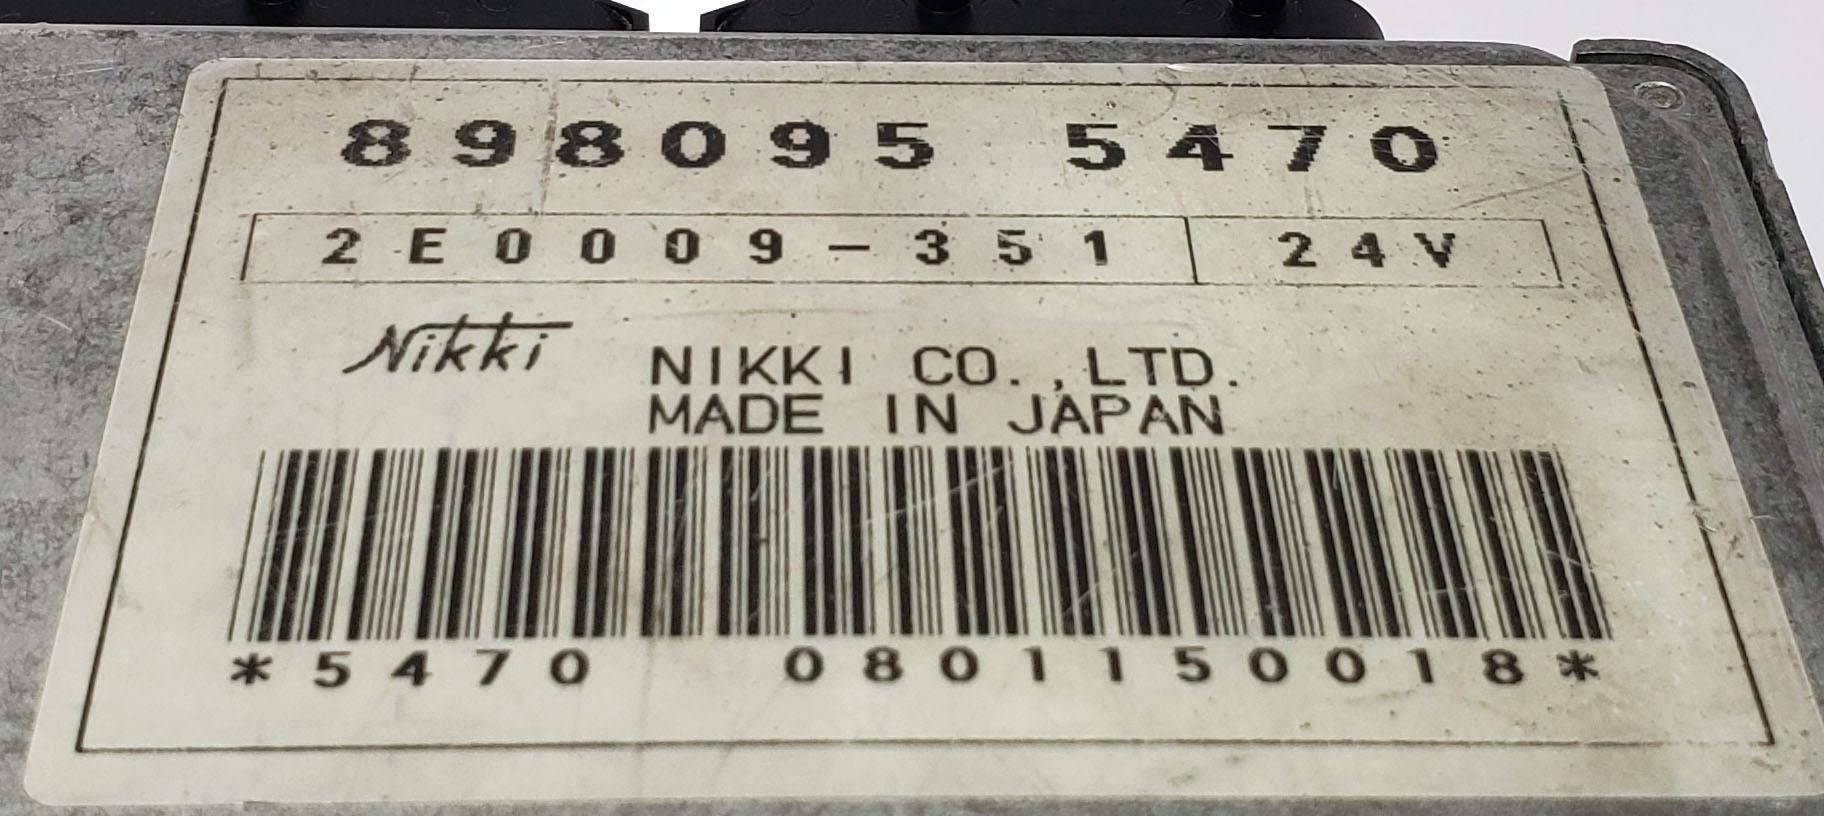 898095 5470
2E0009-351 24V
Nikki NIKKI CO.,LTD.
MADE IN JAPAN
*5470 0801150018*